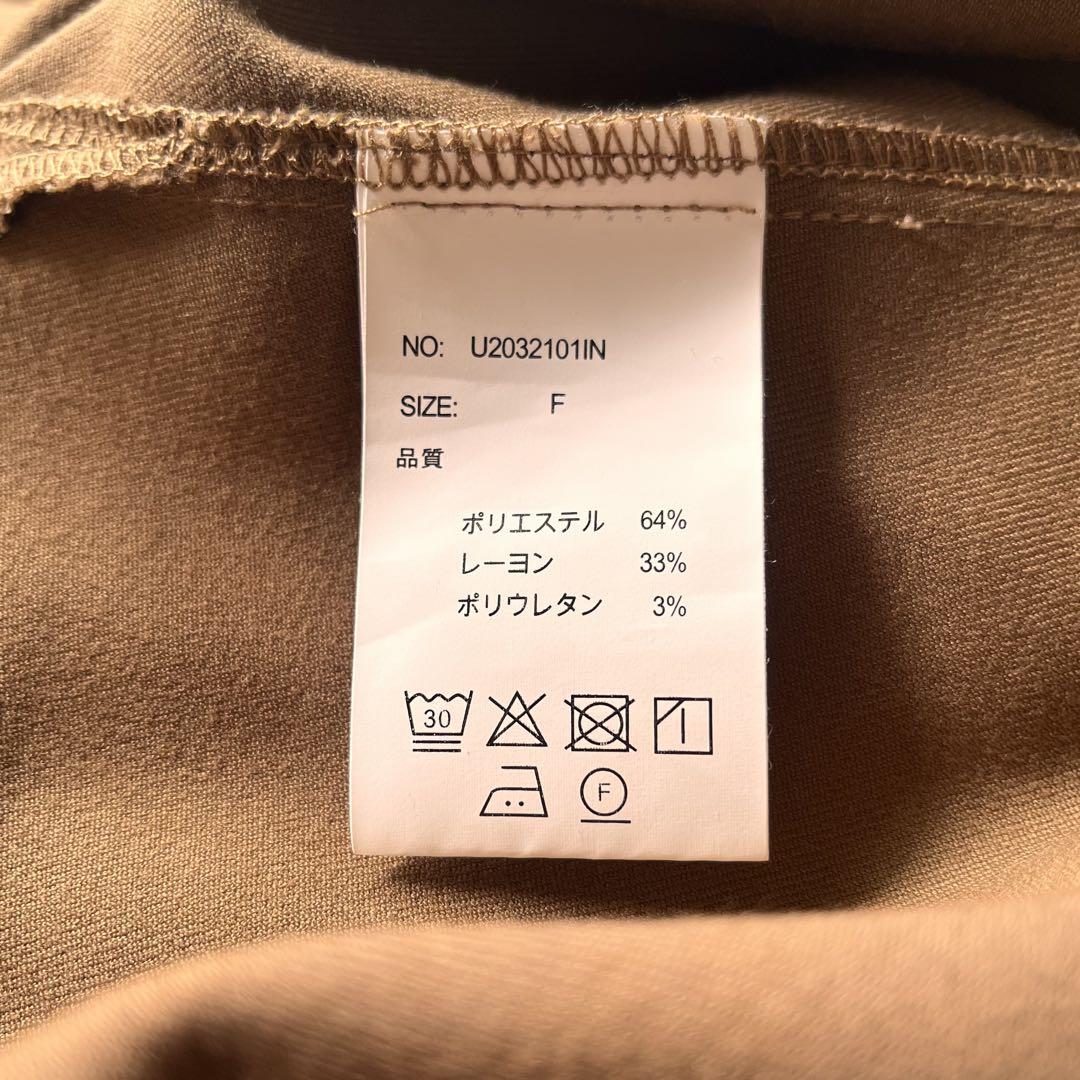 NO: U2032101IN
SIZE: F
品質
ポリエステル 64%
レーヨン 33%
ポリウレタン 3%
30
F